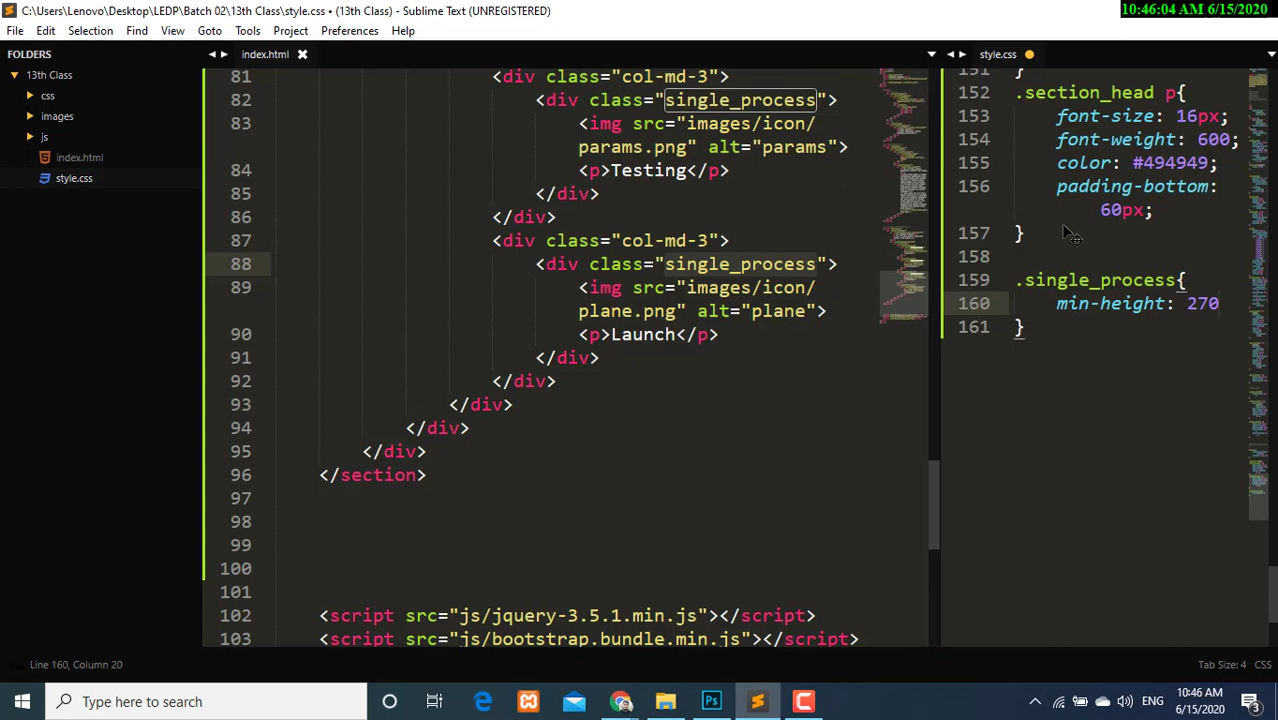 C:\Users\Lenovo\Desktop\LEDP\Batch 02\13th Class\style.css • (13th Class) - Sublime Text (UNREGISTERED)
10:46:04 AM 6/15/2020
File Edit Selection Find View Goto Tools Project Preferences Help
FOLDERS
13th Class
css
images
js
index.html
style.css
index.html
81 <div class="col-md-3">
82 <div class="single_process">
83 <img src="images/icon/
params.png" alt="params">
84 <p>Testing</p>
85 </div>
86 </div>
87 <div class="col-md-3">
88 <div class="single_process">
89 <img src="images/icon/
plane.png" alt="plane">
90 <p>Launch</p>
91 </div>
92 </div>
93 </div>
94 </div>
95 </div>
96 </section>
97
98
99
100
101
102 <script src="js/jquery-3.5.1.min.js"></script>
103 <script src="js/bootstrap.bundle.min.js"></script>
style.css
151 }
152 .section_head p{
153 font-size: 16px;
154 font-weight: 600;
155 color: #494949;
156 padding-bottom:
60px;
157 }
158
159 .single_process{
160 min-height: 270
161 }
Line 160, Column 20
Tab Size: 4 CSS
Type here to search
ENG
10:46 AM
6/15/2020
3